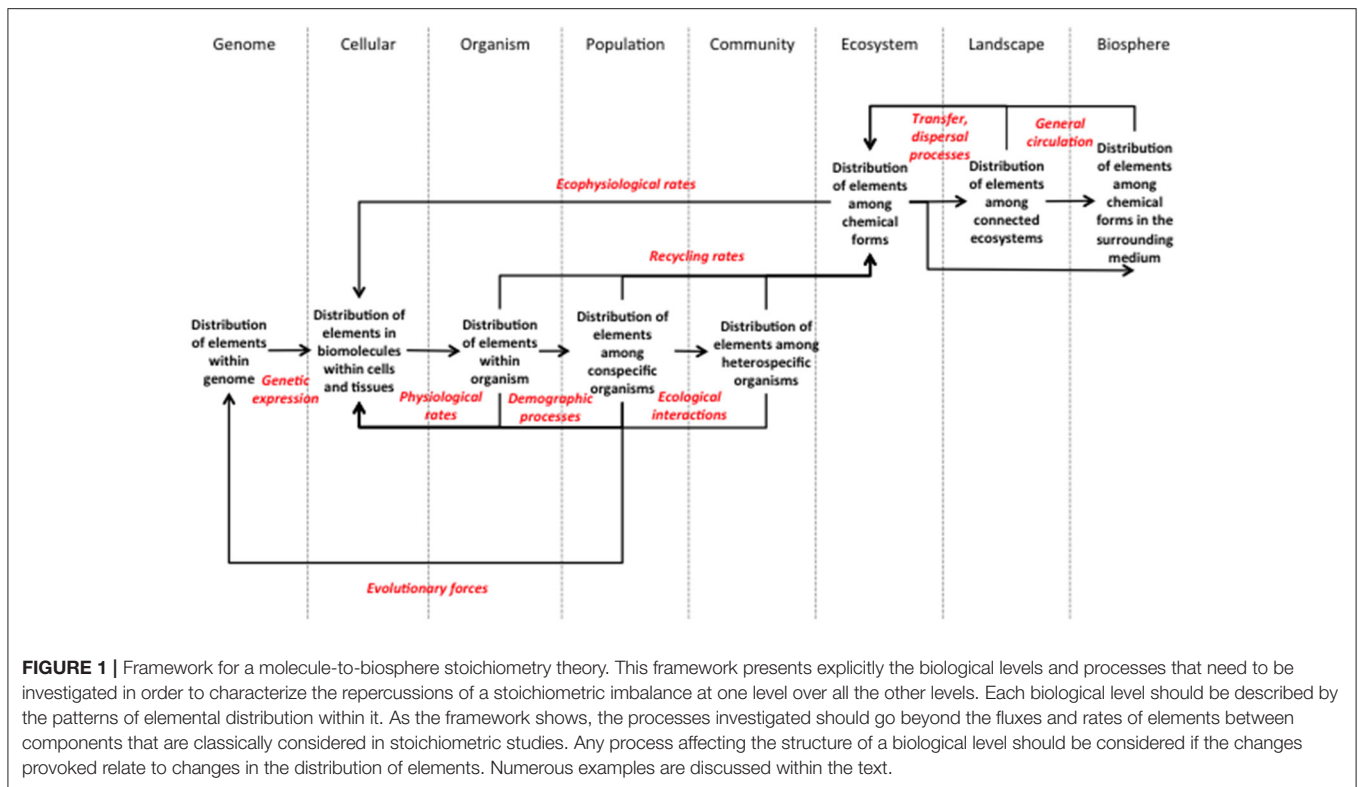 Genome Cellular Organism Population Community Ecosystem Landscape Biosphere
Transfer,
dispersal
processes
General
circulation
Distribution
of elements
among
chemical
forms
Distribution
of elements
among
connected
ecosystems
Distribution
of elements
among
chemical
forms in the
surrounding
medium
Ecophysiological rates
Recycling rates
Distribution
of elements
within
genome
Genetic
expression
Distribution of
elements in
biomolecules
within cells
and tissues
Physiological
rates
Distribution
of elements
within
organism
Demographic
processes
Distribution of
elements
among
conspecific
organisms
Ecological
interactions
Distribution of
elements among
heterospecific
organisms
Evolutionary forces
FIGURE 1 | Framework for a molecule-to-biosphere stoichiometry theory. This framework presents explicitly the biological levels and processes that need to be
investigated in order to characterize the repercussions of a stoichiometric imbalance at one level over all the other levels. Each biological level should be described by
the patterns of elemental distribution within it. As the framework shows, the processes investigated should go beyond the fluxes and rates of elements between
components that are classically considered in stoichiometric studies. Any process affecting the structure of a biological level should be considered if the changes
provoked relate to changes in the distribution of elements. Numerous examples are discussed within the text.